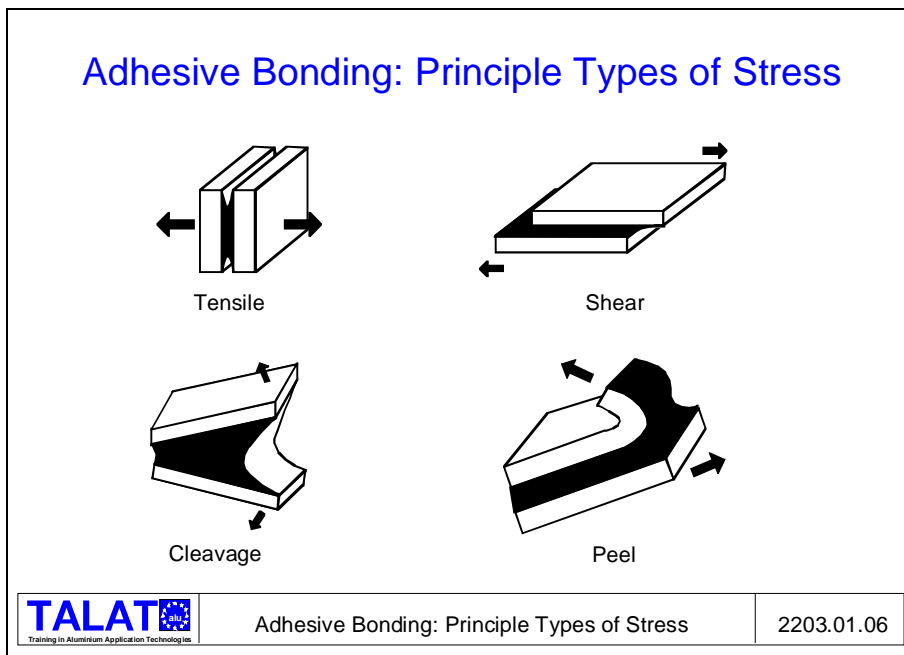 Adhesive Bonding: Principle Types of Stress
Tensile
Shear
Cleavage
Peel
TALAT
alu
Training in Aluminium Application Technologies
Adhesive Bonding: Principle Types of Stress
2203.01.06